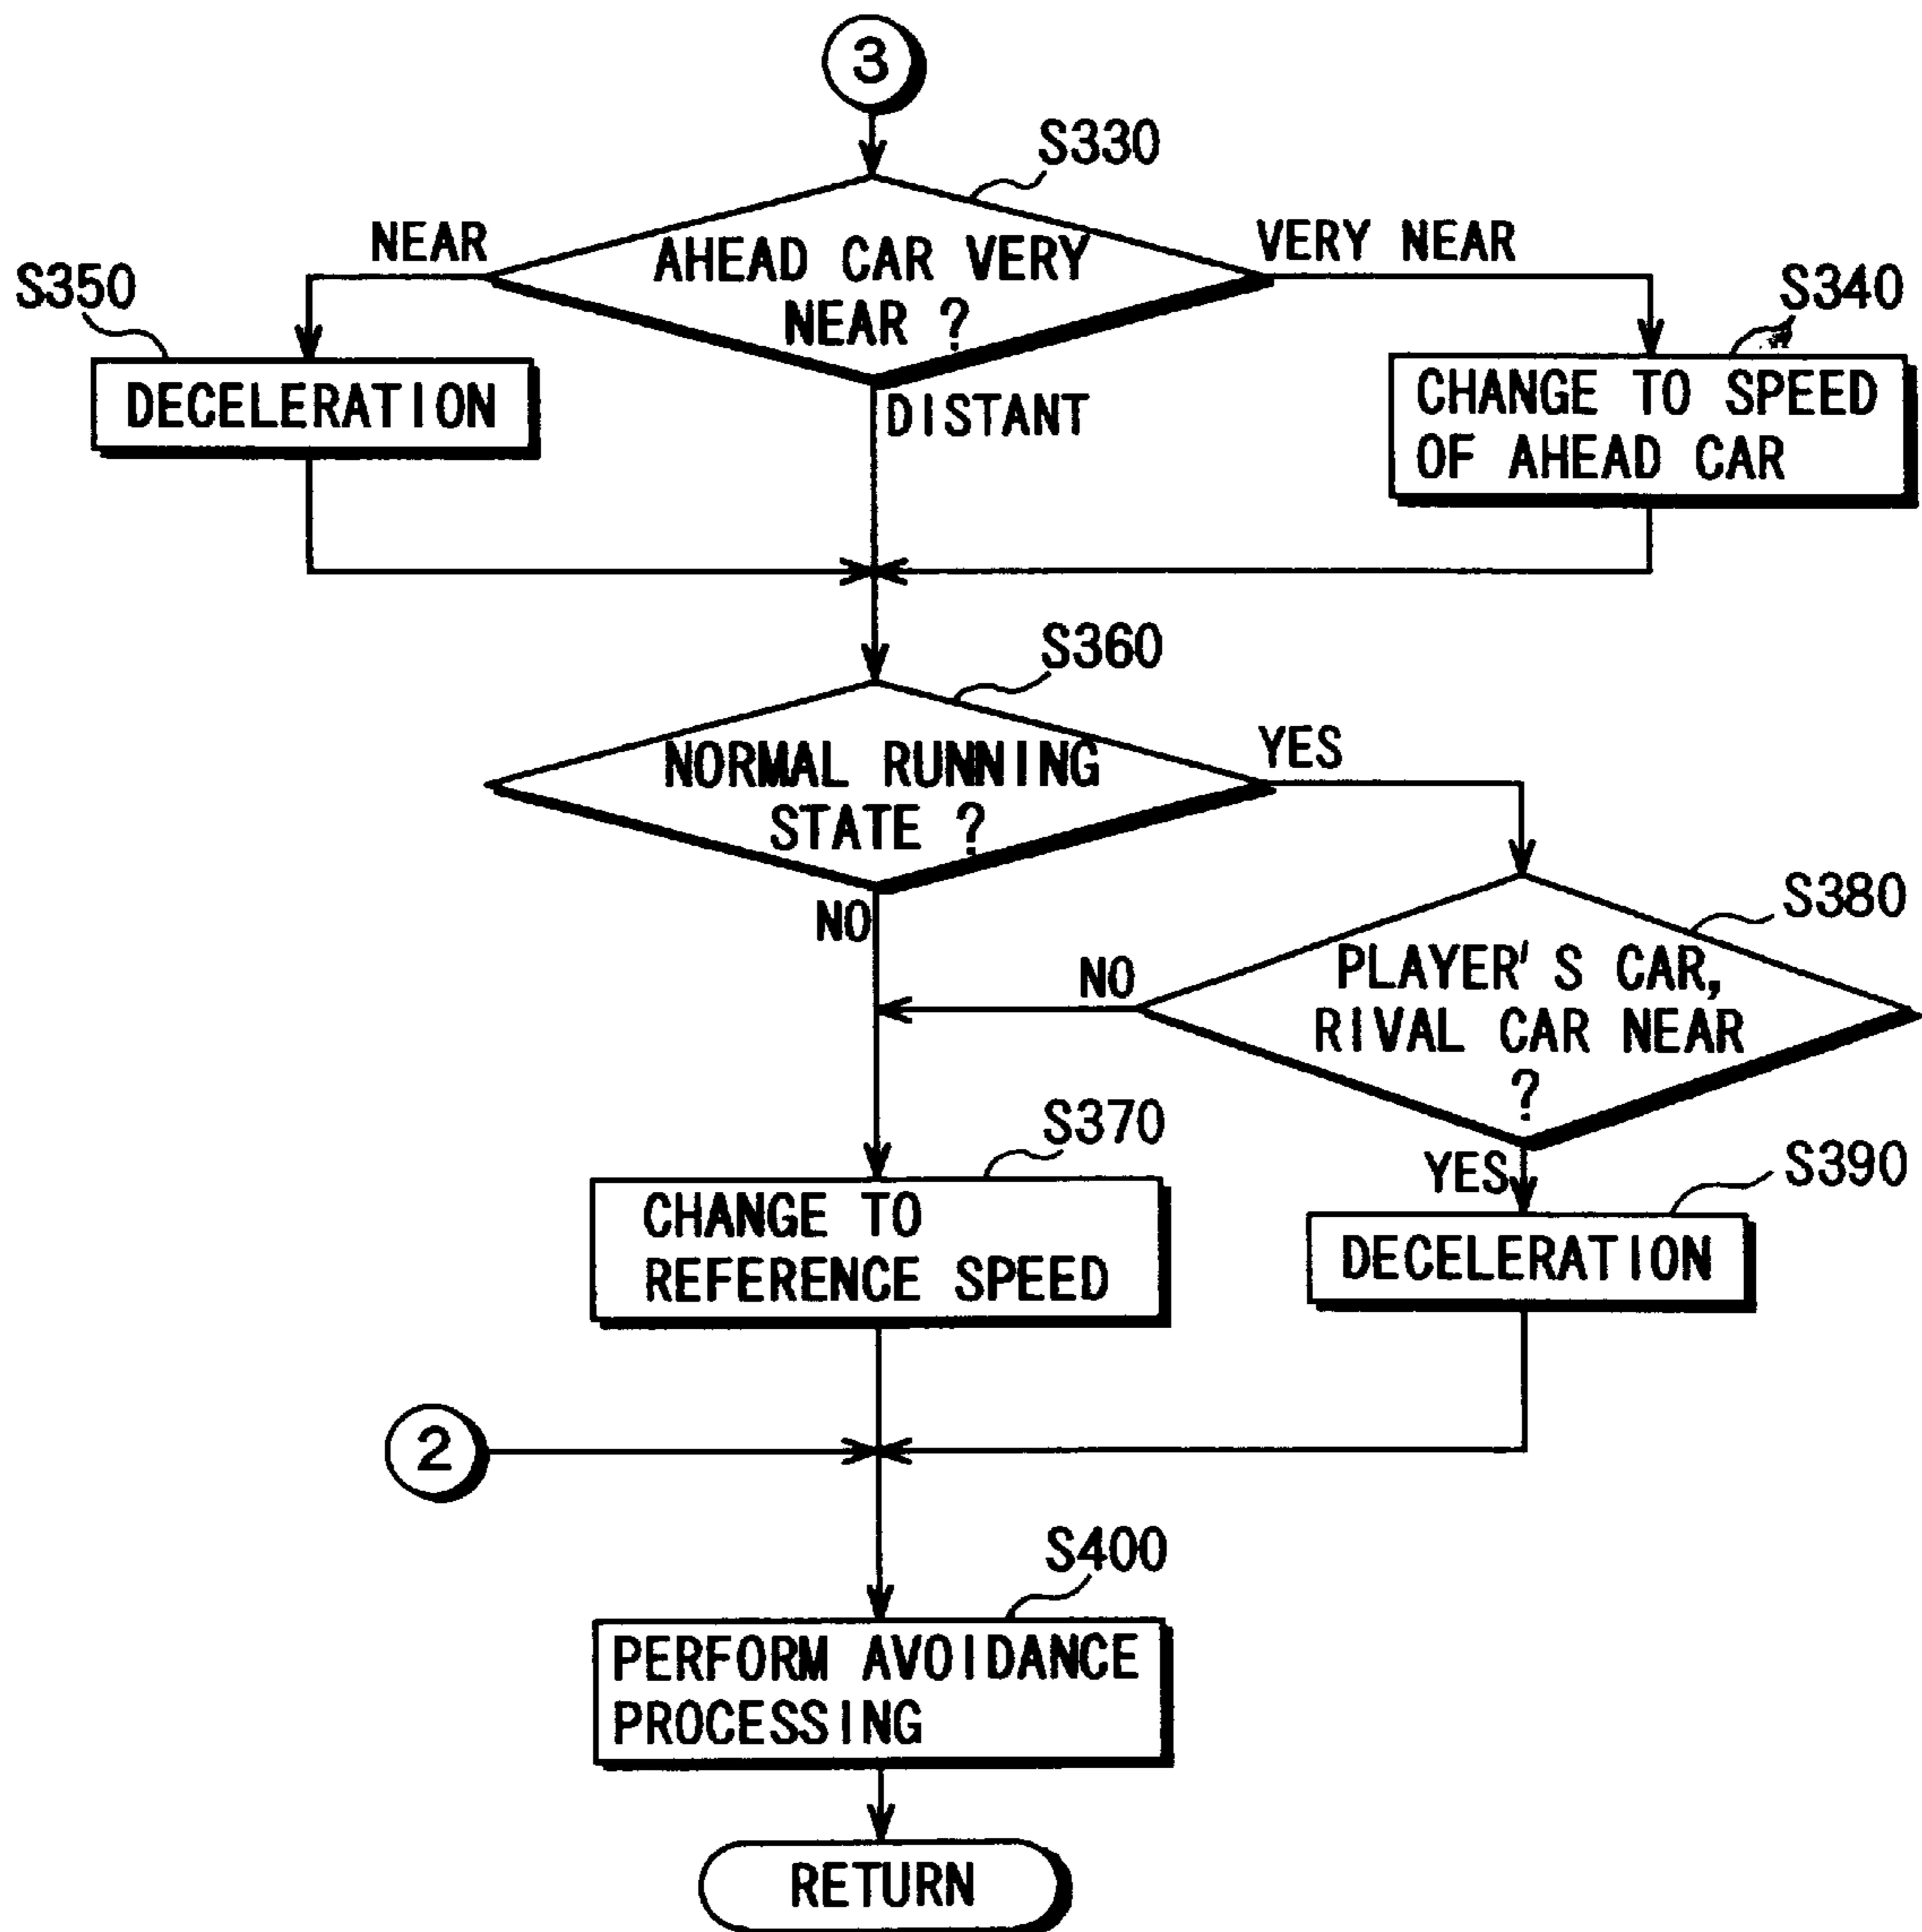 3
S330
NEAR
VERY NEAR
AHEAD CAR VERY
NEAR ?
S350
S340
DECELERATION
DISTANT
CHANGE TO SPEED
OF AHEAD CAR
S360
NORMAL RUNNING
STATE ?
YES
NO
S380
PLAYER'S CAR,
RIVAL CAR NEAR
?
NO
S370
YES
S390
CHANGE TO
REFERENCE SPEED
DECELERATION
2
S400
PERFORM AVOIDANCE
PROCESSING
RETURN